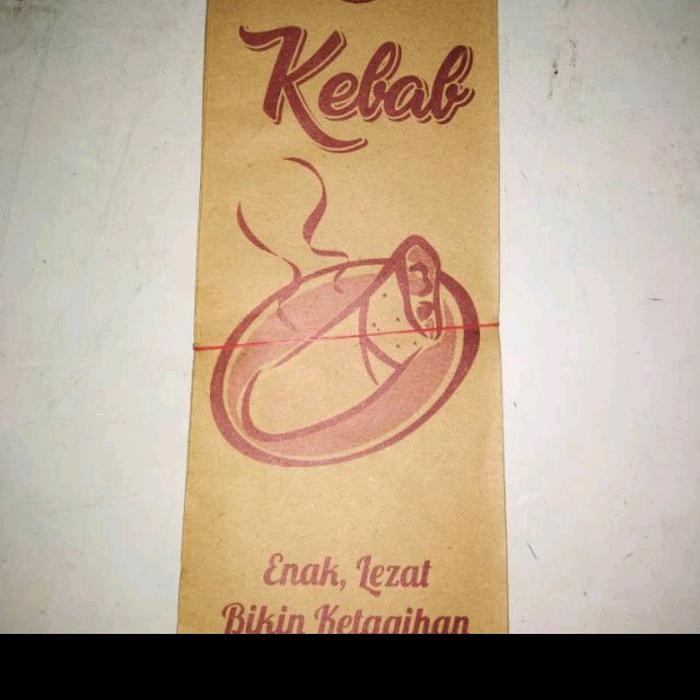 Kebab
Enak, Lezat
Bikin Ketagihan